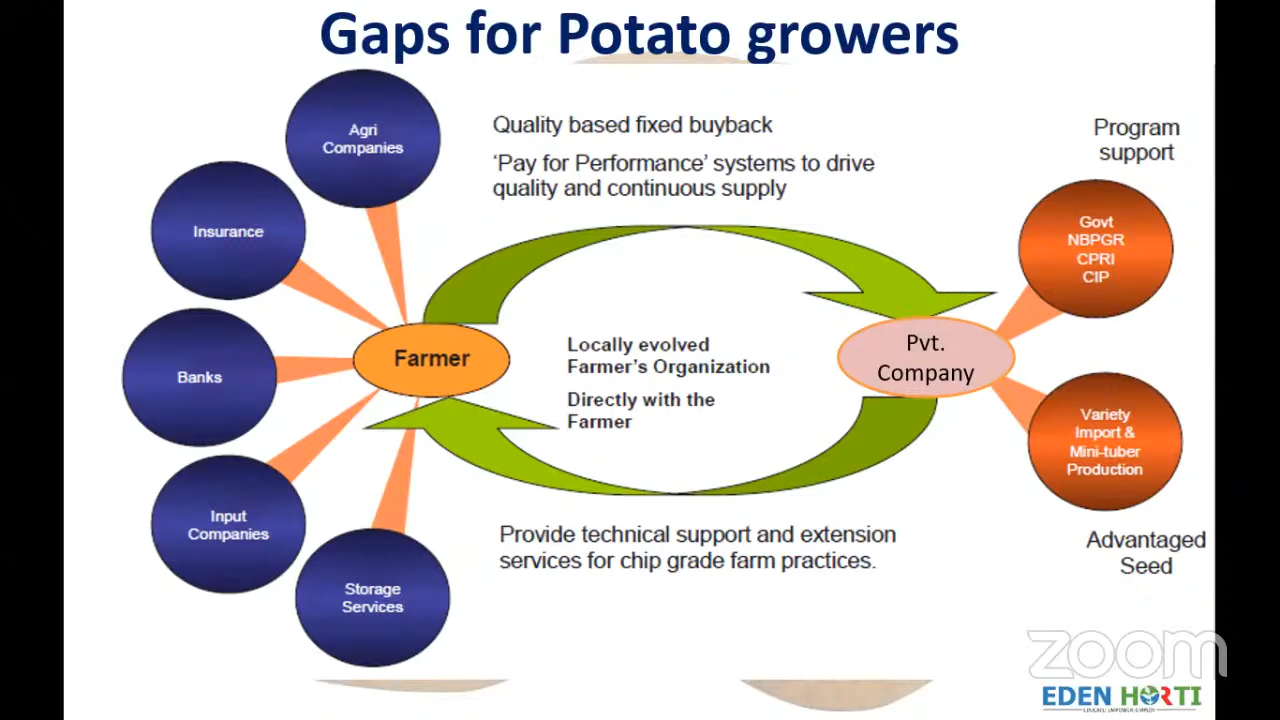 Gaps for Potato growers
Agri
Companies
Insurance
Banks
Input
Companies
Storage
Services
Farmer
Quality based fixed buyback
‘Pay for Performance’ systems to drive
quality and continuous supply
Locally evolved
Farmer’s Organization
Directly with the
Farmer
Provide technical support and extension
services for chip grade farm practices.
Pvt.
Company
Program
support
Govt
NBPGR
CPRI
CIP
Variety
Import &
Mini-tuber
Production
Advantaged
Seed
zoom
EDEN HORTI
EDUCATE EMPOWER EMPLOY